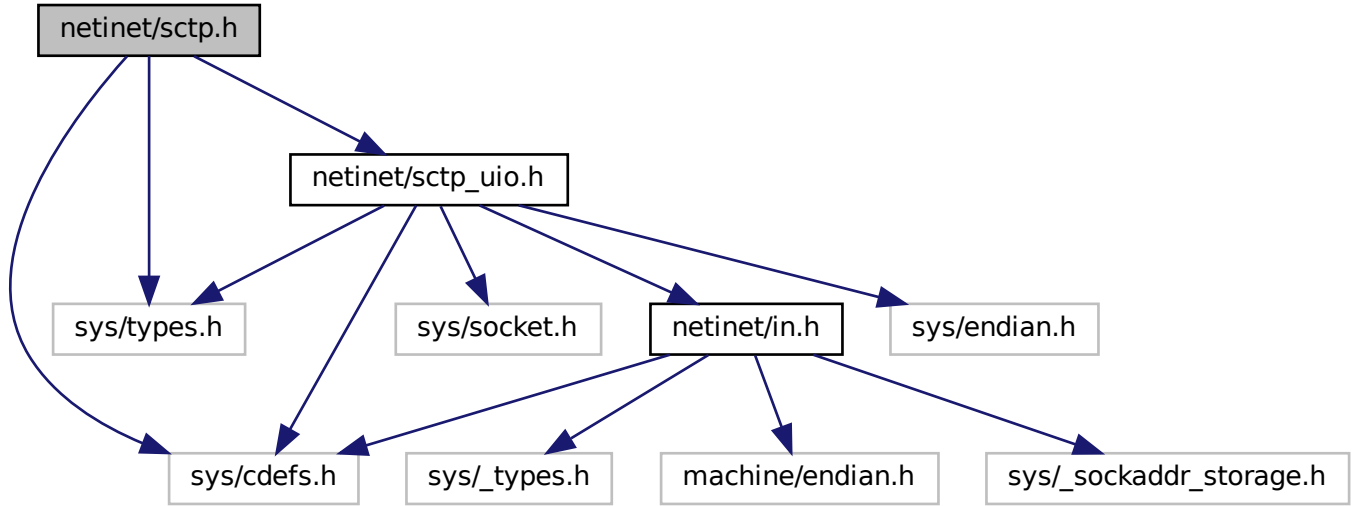 netinet/sctp.h
netinet/sctp_uio.h
sys/types.h
sys/socket.h
netinet/in.h
sys/endian.h
sys/cdefs.h
sys/_types.h
machine/endian.h
sys/_sockaddr_storage.h